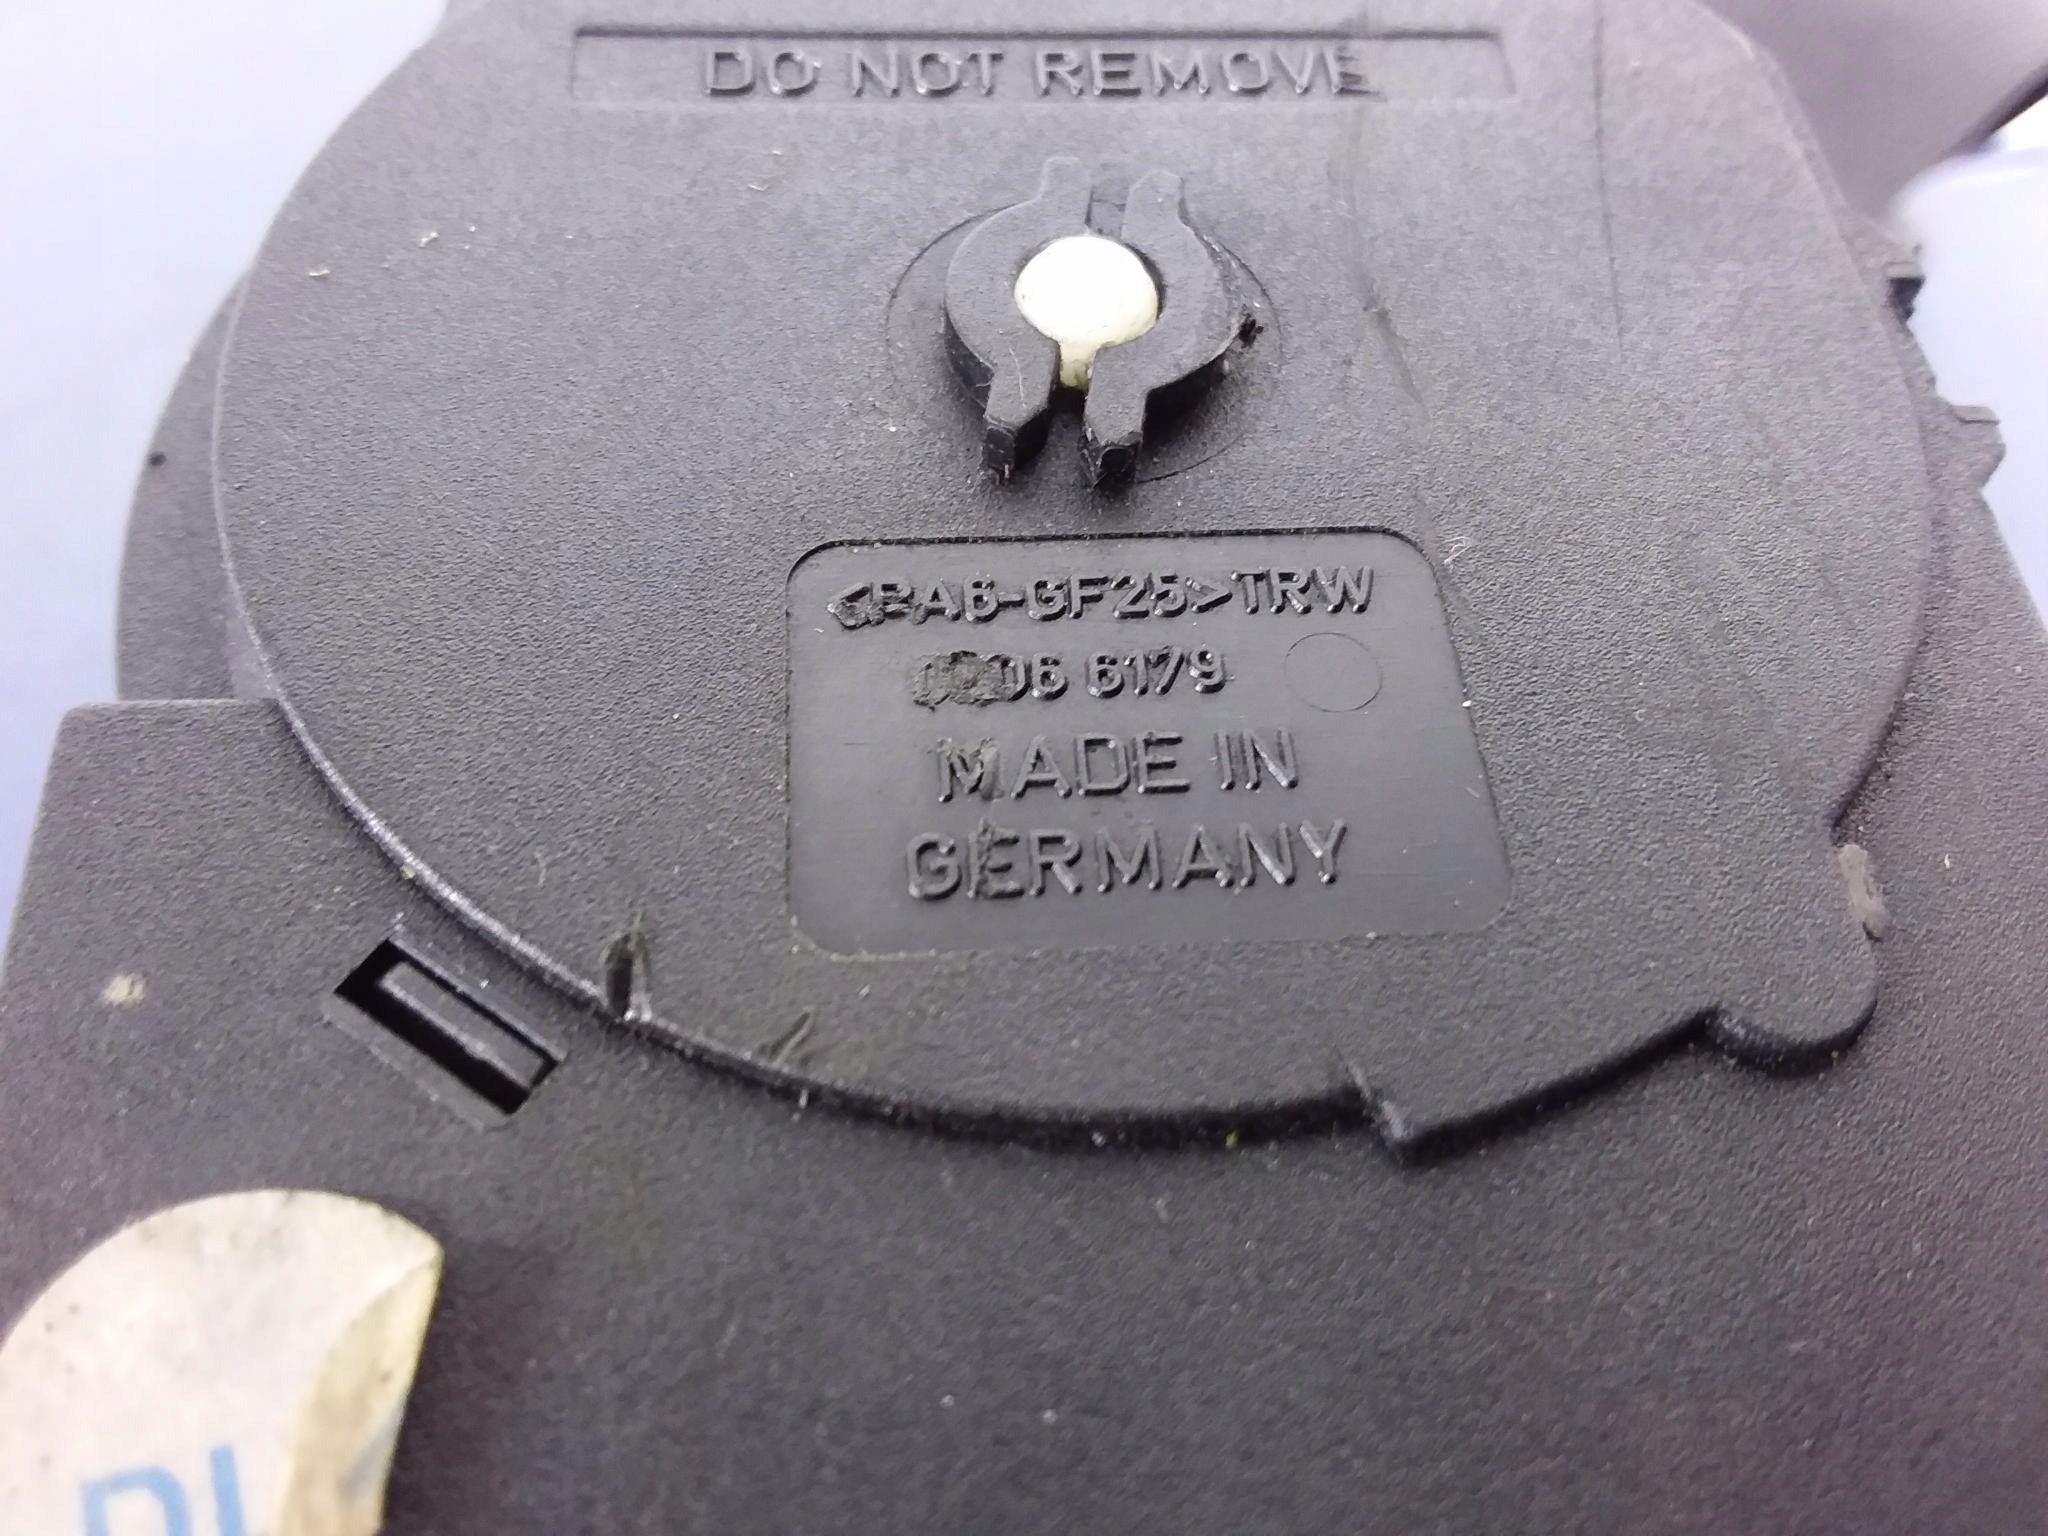 DO NOT REMOVE
<PA6-GF25>TRW
06 6179
MADE IN
GERMANY